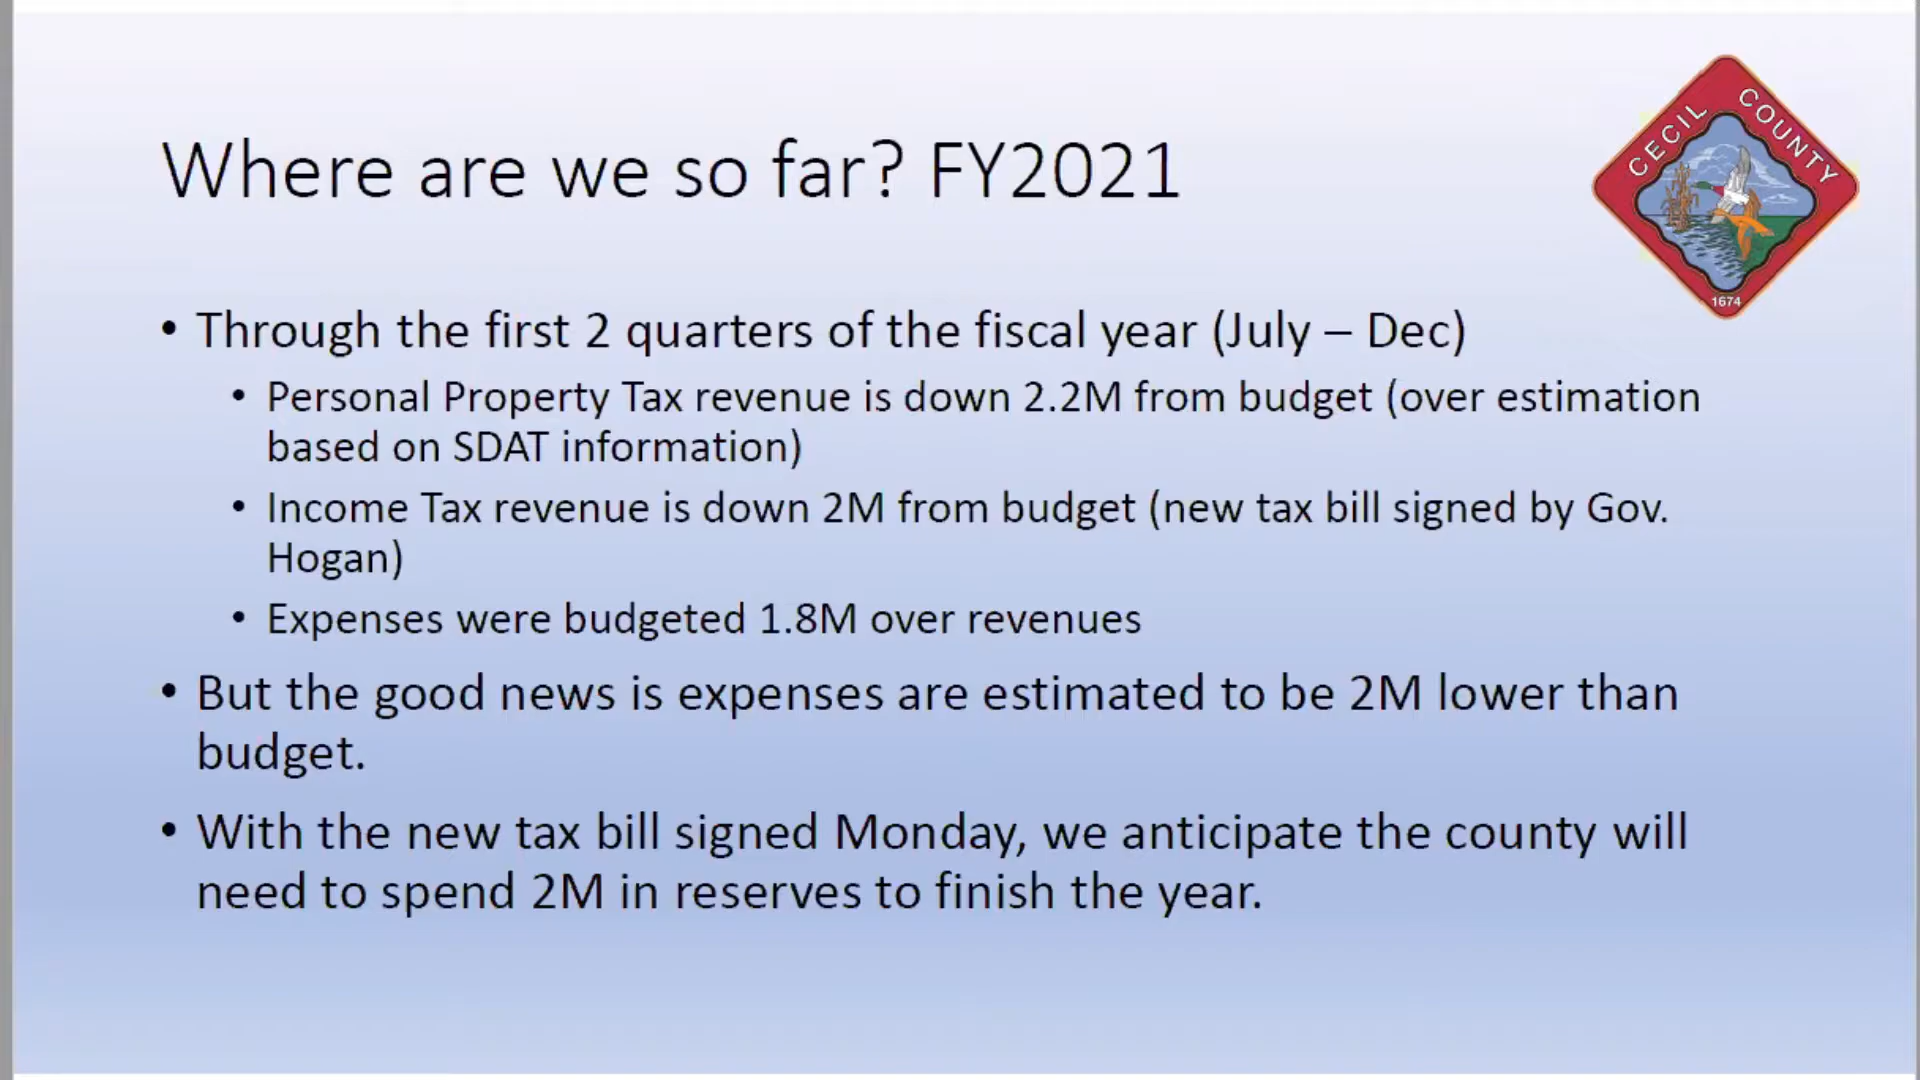 Where are we so far? FY2021
CECIL COUNTY
1674
• Through the first 2 quarters of the fiscal year (July – Dec)
• Personal Property Tax revenue is down 2.2M from budget (over estimation
based on SDAT information)
• Income Tax revenue is down 2M from budget (new tax bill signed by Gov.
Hogan)
• Expenses were budgeted 1.8M over revenues
• But the good news is expenses are estimated to be 2M lower than
budget.
• With the new tax bill signed Monday, we anticipate the county will
need to spend 2M in reserves to finish the year.